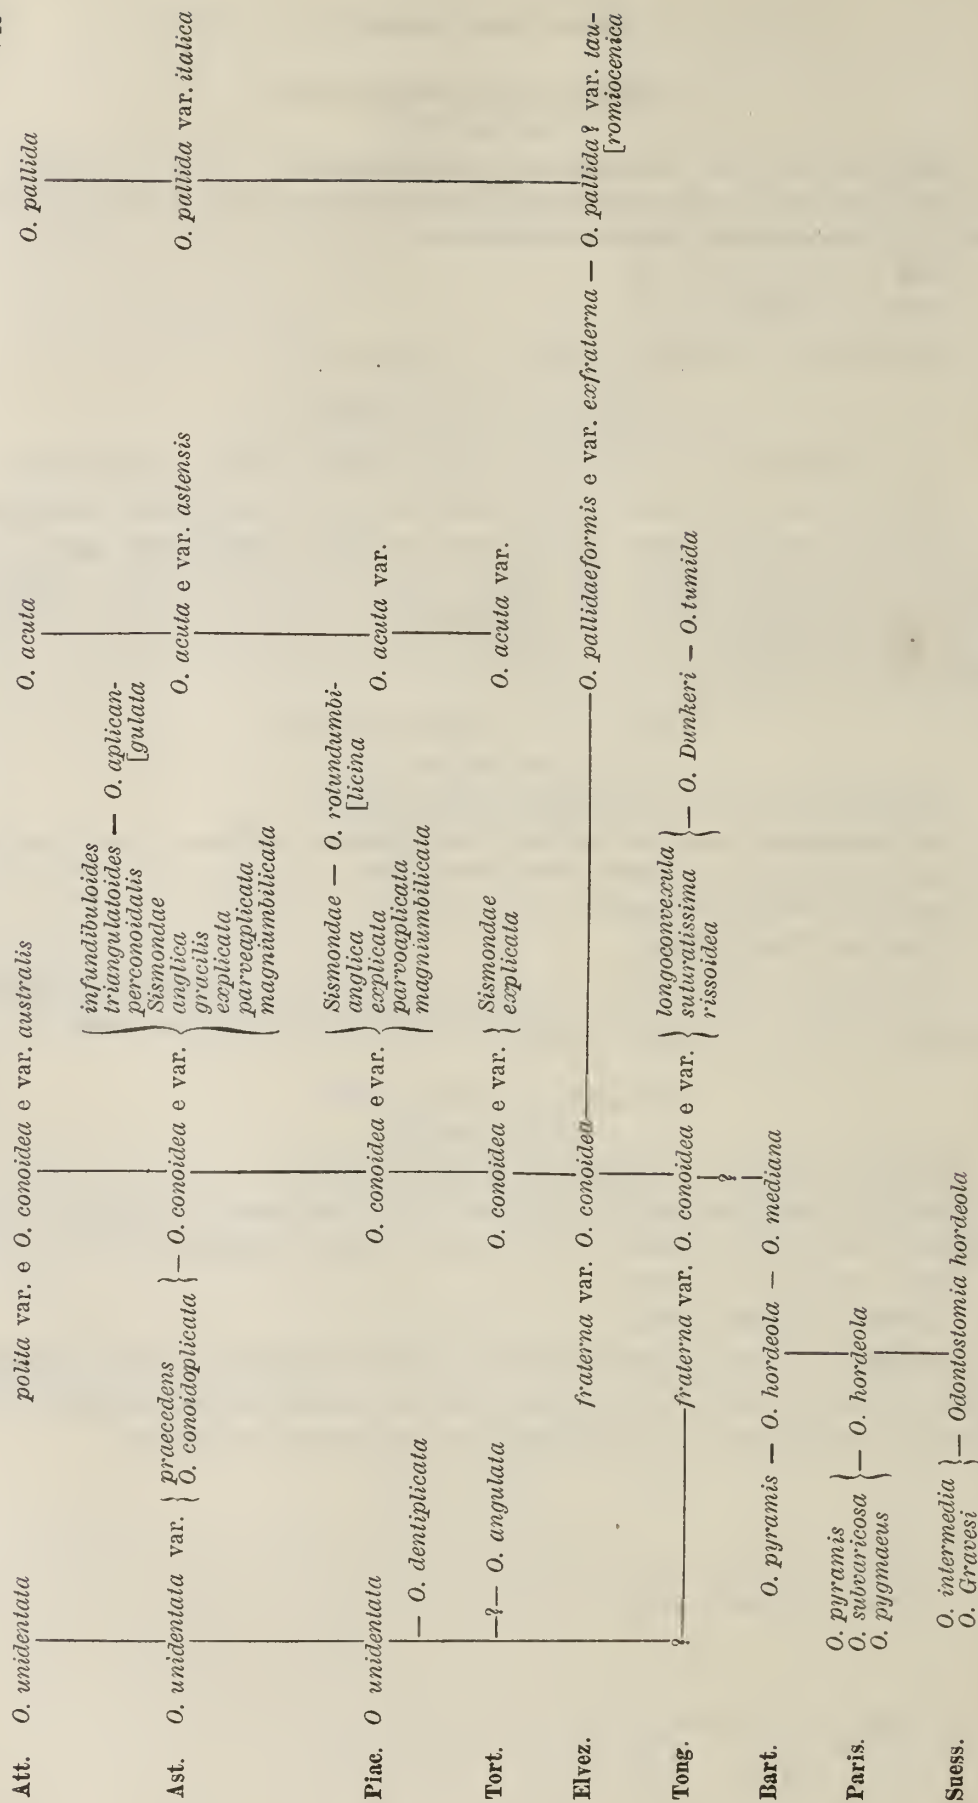 Att. O. unidentata polita var. e O. conoidea e var. australis O. acuta O. pallida
infundibuloides
triangulatoides — O. aplican-
[gulata
perconoidalis
Sismondae
Ast. O. unidentata var. { praecedens
O. conoidoplicata } — O. conoidea e var. { anglica
gracilis
explicata
parveaplicata
magniumbilicata
O. acuta e var. astensis O. pallida var. italica
Piac. O unidentata O. conoidea e var. { Sismondae — O. rotundumbi-
[licina
anglica
explicata
parvoaplicata
magniumbilicata
O. acuta var.
— O. dentiplicata
Tort. —?— O. angulata O. conoidea e var. { Sismondae
explicata
O. acuta var.
Elvez. fraterna var. O. conoidea — O. pallidaeformis e var. exfraterna — O. pallida? var. tau-
[romiocenica
Tong. ? — fraterna var. O. conoidea e var. { longoconvexula
suturatissima
rissoidea } — O. Dunkeri — O. tumida
?
Bart. O. pyramis — O. hordeola — O. mediana
Paris. O. pyramis
O. subvaricosa
O. pygmaeus } — O. hordeola
Suess. O. intermedia
O. Gravesi } — Odontostomia hordeola